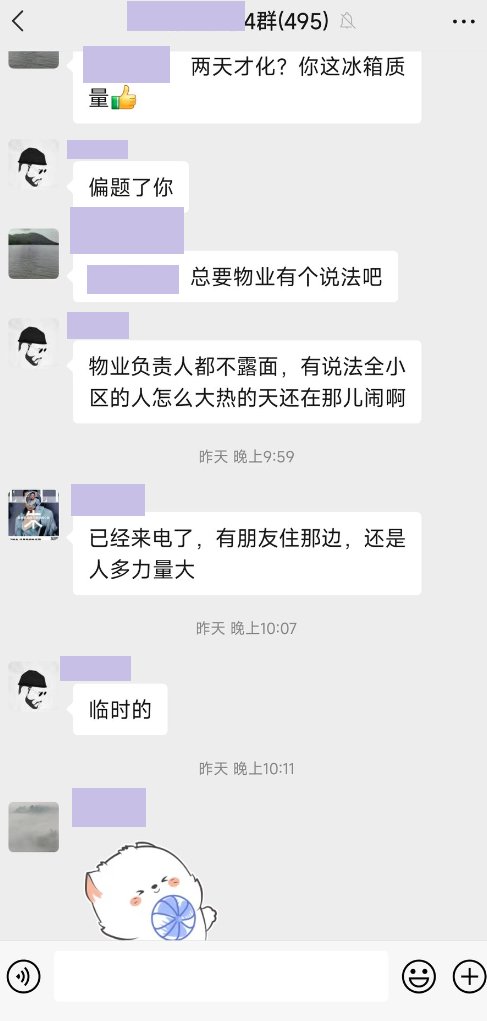 4群(495)
两天才化？你这冰箱质
量
偏题了你
总要物业有个说法吧
物业负责人都不露面，有说法全小
区的人怎么大热的天还在那儿闹啊
昨天 晚上9:59
已经来电了，有朋友住那边，还是
人多力量大
昨天 晚上10:07
临时的
昨天 晚上10:11